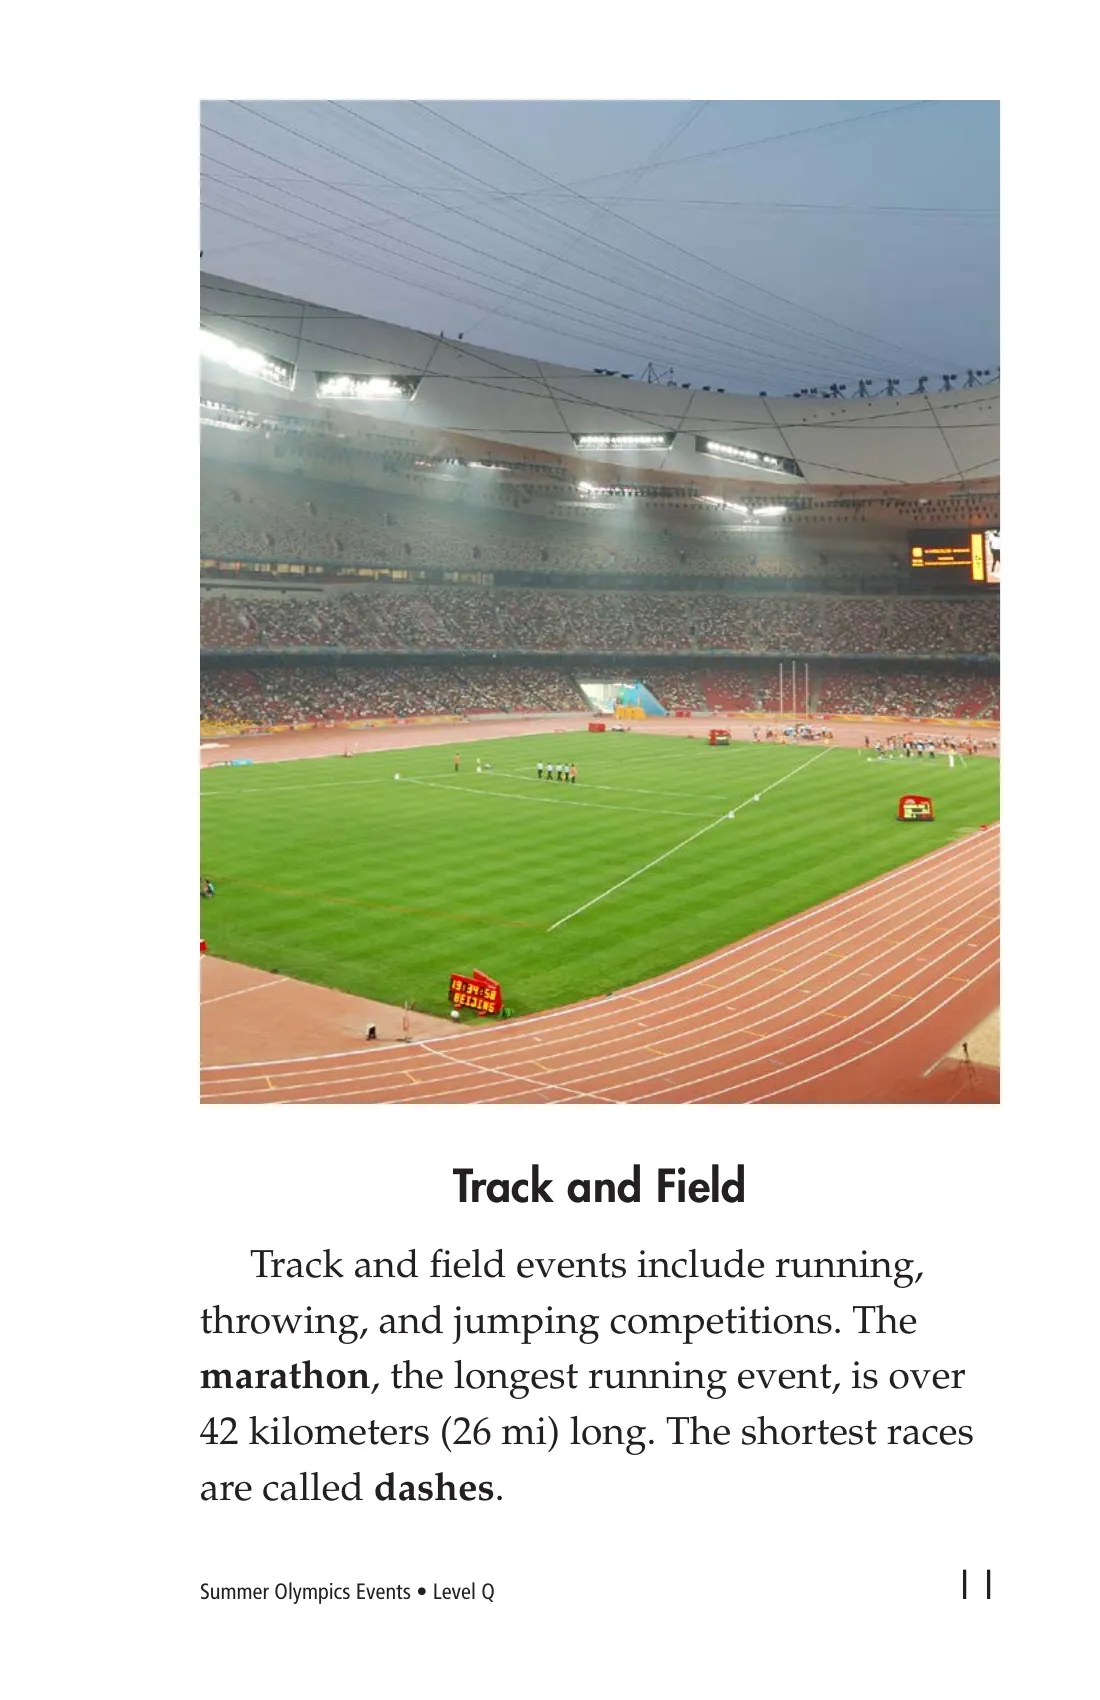 19:34:50
BEIJING
Track and Field
Track and field events include running,
throwing, and jumping competitions. The
marathon, the longest running event, is over
42 kilometers (26 mi) long. The shortest races
are called dashes.
Summer Olympics Events • Level Q
11